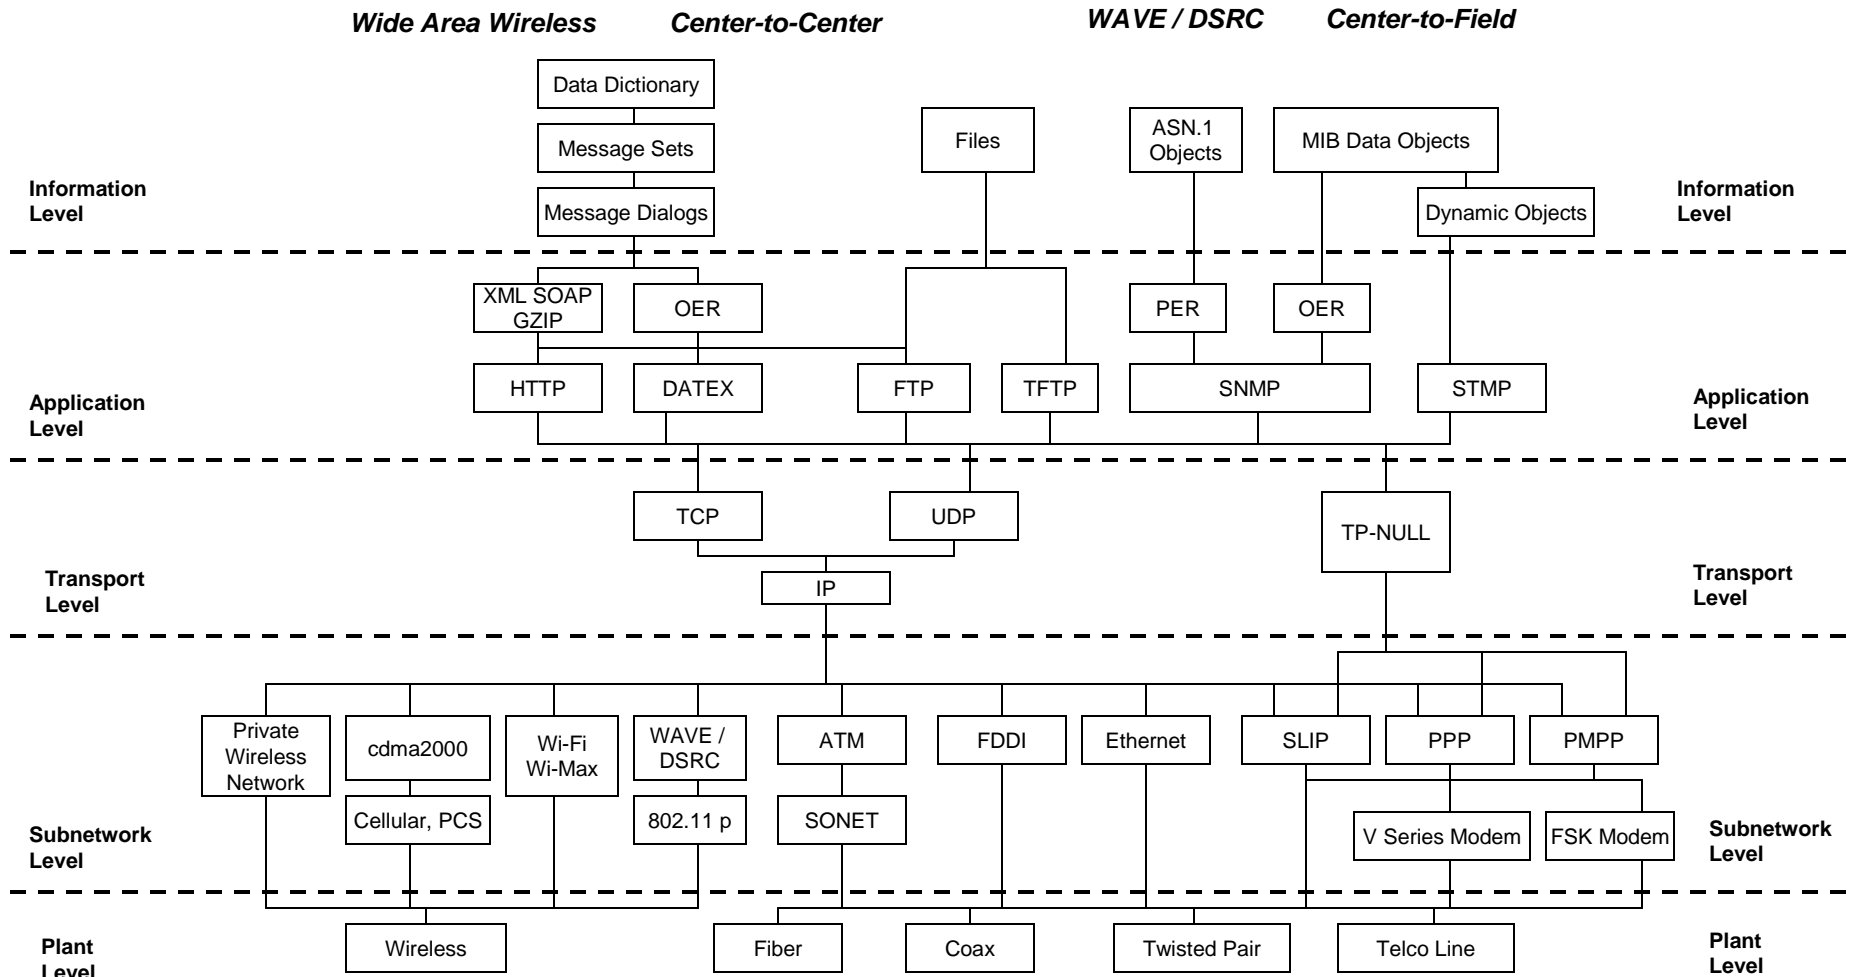 Wide Area Wireless
Center-to-Center
WAVE / DSRC
Center-to-Field
Data Dictionary
Message Sets
Files
ASN.1
Objects
MIB Data Objects
Information
Level
Message Dialogs
Dynamic Objects
Information
Level
XML SOAP
GZIP
OER
PER
OER
Application
Level
HTTP
DATEX
FTP
TFTP
SNMP
STMP
Application
Level
TCP
UDP
TP-NULL
Transport
Level
IP
Transport
Level
Private
Wireless
Network
cdma2000
Wi-Fi
Wi-Max
WAVE /
DSRC
ATM
FDDI
Ethernet
SLIP
PPP
PMPP
Subnetwork
Level
Cellular, PCS
802.11 p
SONET
V Series Modem
FSK Modem
Subnetwork
Level
Plant
Level
Wireless
Fiber
Coax
Twisted Pair
Telco Line
Plant
Level